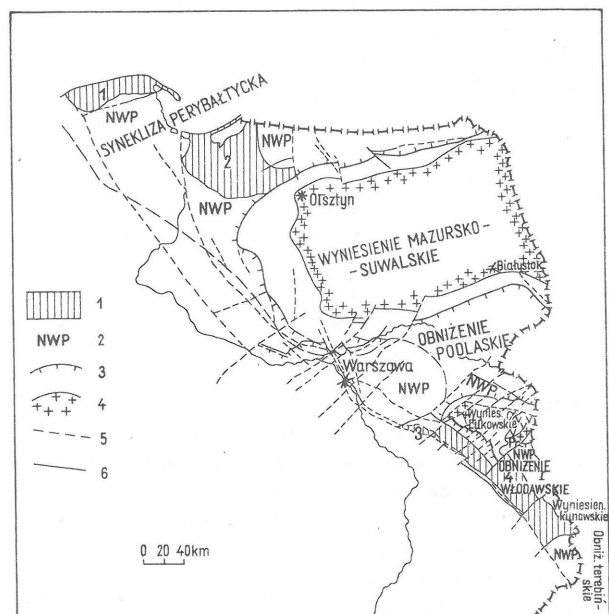 1
NWP
SYNEKLIZA PERYBAŁTYCKA
2
NWP
NWP
Olsztyn
WYNIESIENIE MAZURSKO-
-SUWALSKIE
Białystok
OBNIŻENIE
PODLASKIE
Warszawa
NWP
NWP
Wynies.
Łukowskie
3
NWP
OBNIŻENIE
4
WŁODAWSKIE
Wyniesien.
kumowskie
NWP
Obniż. terebiń
skie
1
NWP 2
3
4
5
6
0 20 40km